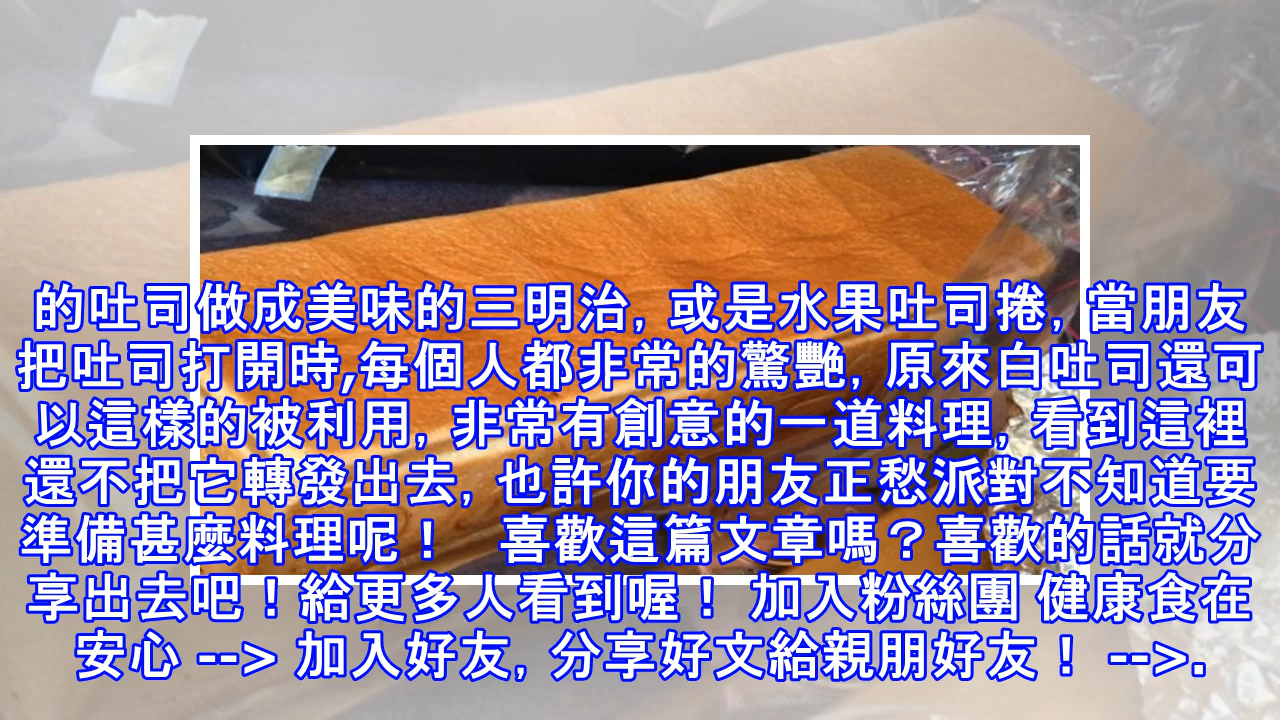 的吐司做成美味的三明治, 或是水果吐司捲, 當朋友
把吐司打開時,每個人都非常的驚艷, 原來白吐司還可
以這樣的被利用, 非常有創意的一道料理, 看到這裡
還不把它轉發出去, 也許你的朋友正愁派對不知道要
準備甚麼料理呢！ 喜歡這篇文章嗎？喜歡的話就分
享出去吧！給更多人看到喔！ 加入粉絲團 健康食在
安心 --> 加入好友, 分享好文給親朋好友！ -->.